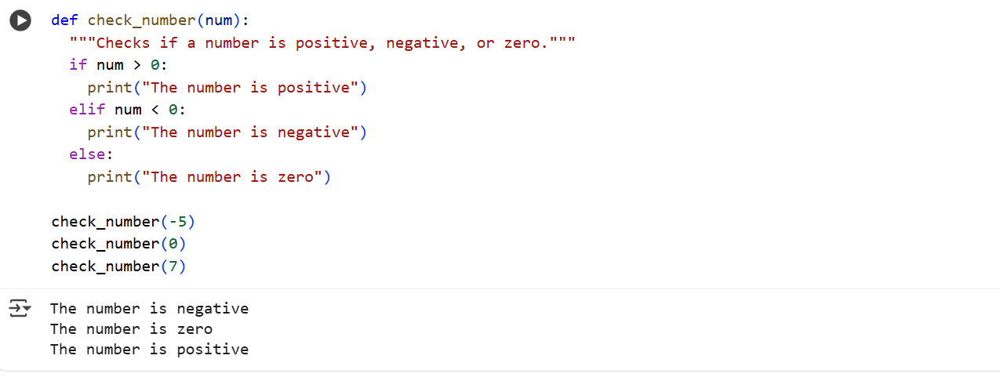 def check_number(num):
  """Checks if a number is positive, negative, or zero."""
  if num > 0:
    print("The number is positive")
  elif num < 0:
    print("The number is negative")
  else:
    print("The number is zero")

check_number(-5)
check_number(0)
check_number(7)
The number is negative
The number is zero
The number is positive